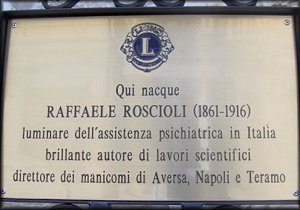 LIONS
L
Qui nacque
RAFFAELE ROSCIOLI (1861-1916)
luminare dell'assistenza psichiatrica in Italia
brillante autore di lavori scientifici
direttore dei manicomi di Aversa, Napoli e Teramo